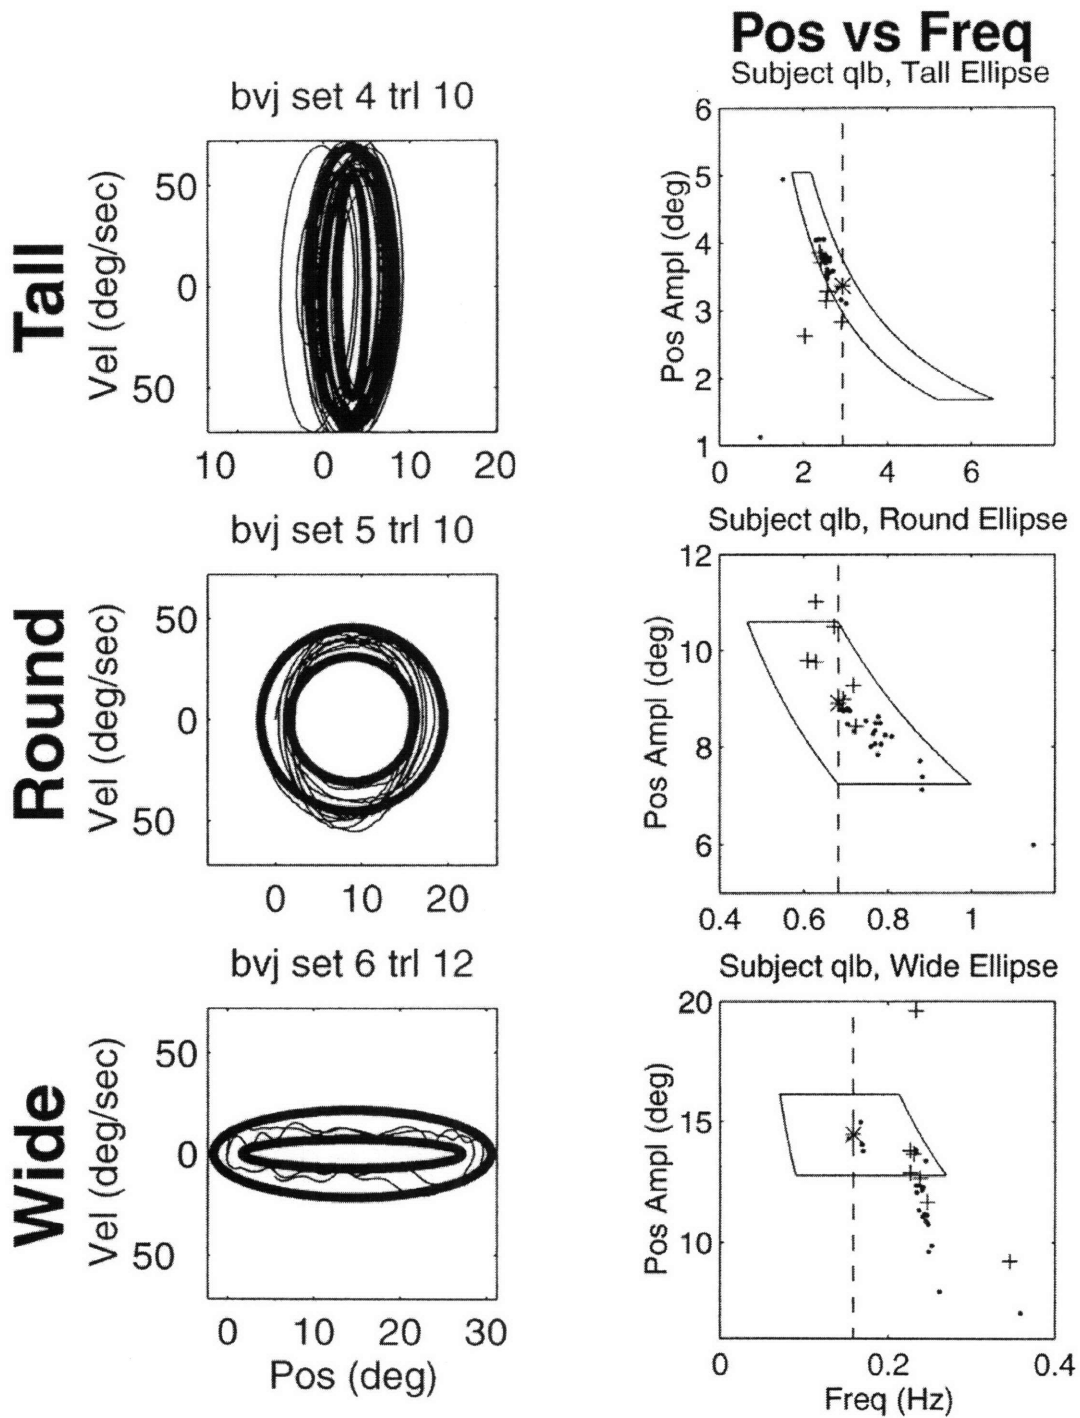 Pos vs Freq
Tall
bvj set 4 trl 10
Vel (deg/sec)
50
0
50
10 0 10 20
Subject qlb, Tall Ellipse
Pos Ampl (deg)
6
5
4
3
2
1
0 2 4 6
Round
bvj set 5 trl 10
Vel (deg/sec)
50
0
50
0 10 20
Subject qlb, Round Ellipse
Pos Ampl (deg)
12
10
8
6
0.4 0.6 0.8 1
Wide
bvj set 6 trl 12
Vel (deg/sec)
50
0
50
0 10 20 30
Pos (deg)
Subject qlb, Wide Ellipse
Pos Ampl (deg)
20
15
10
0 0.2 0.4
Freq (Hz)